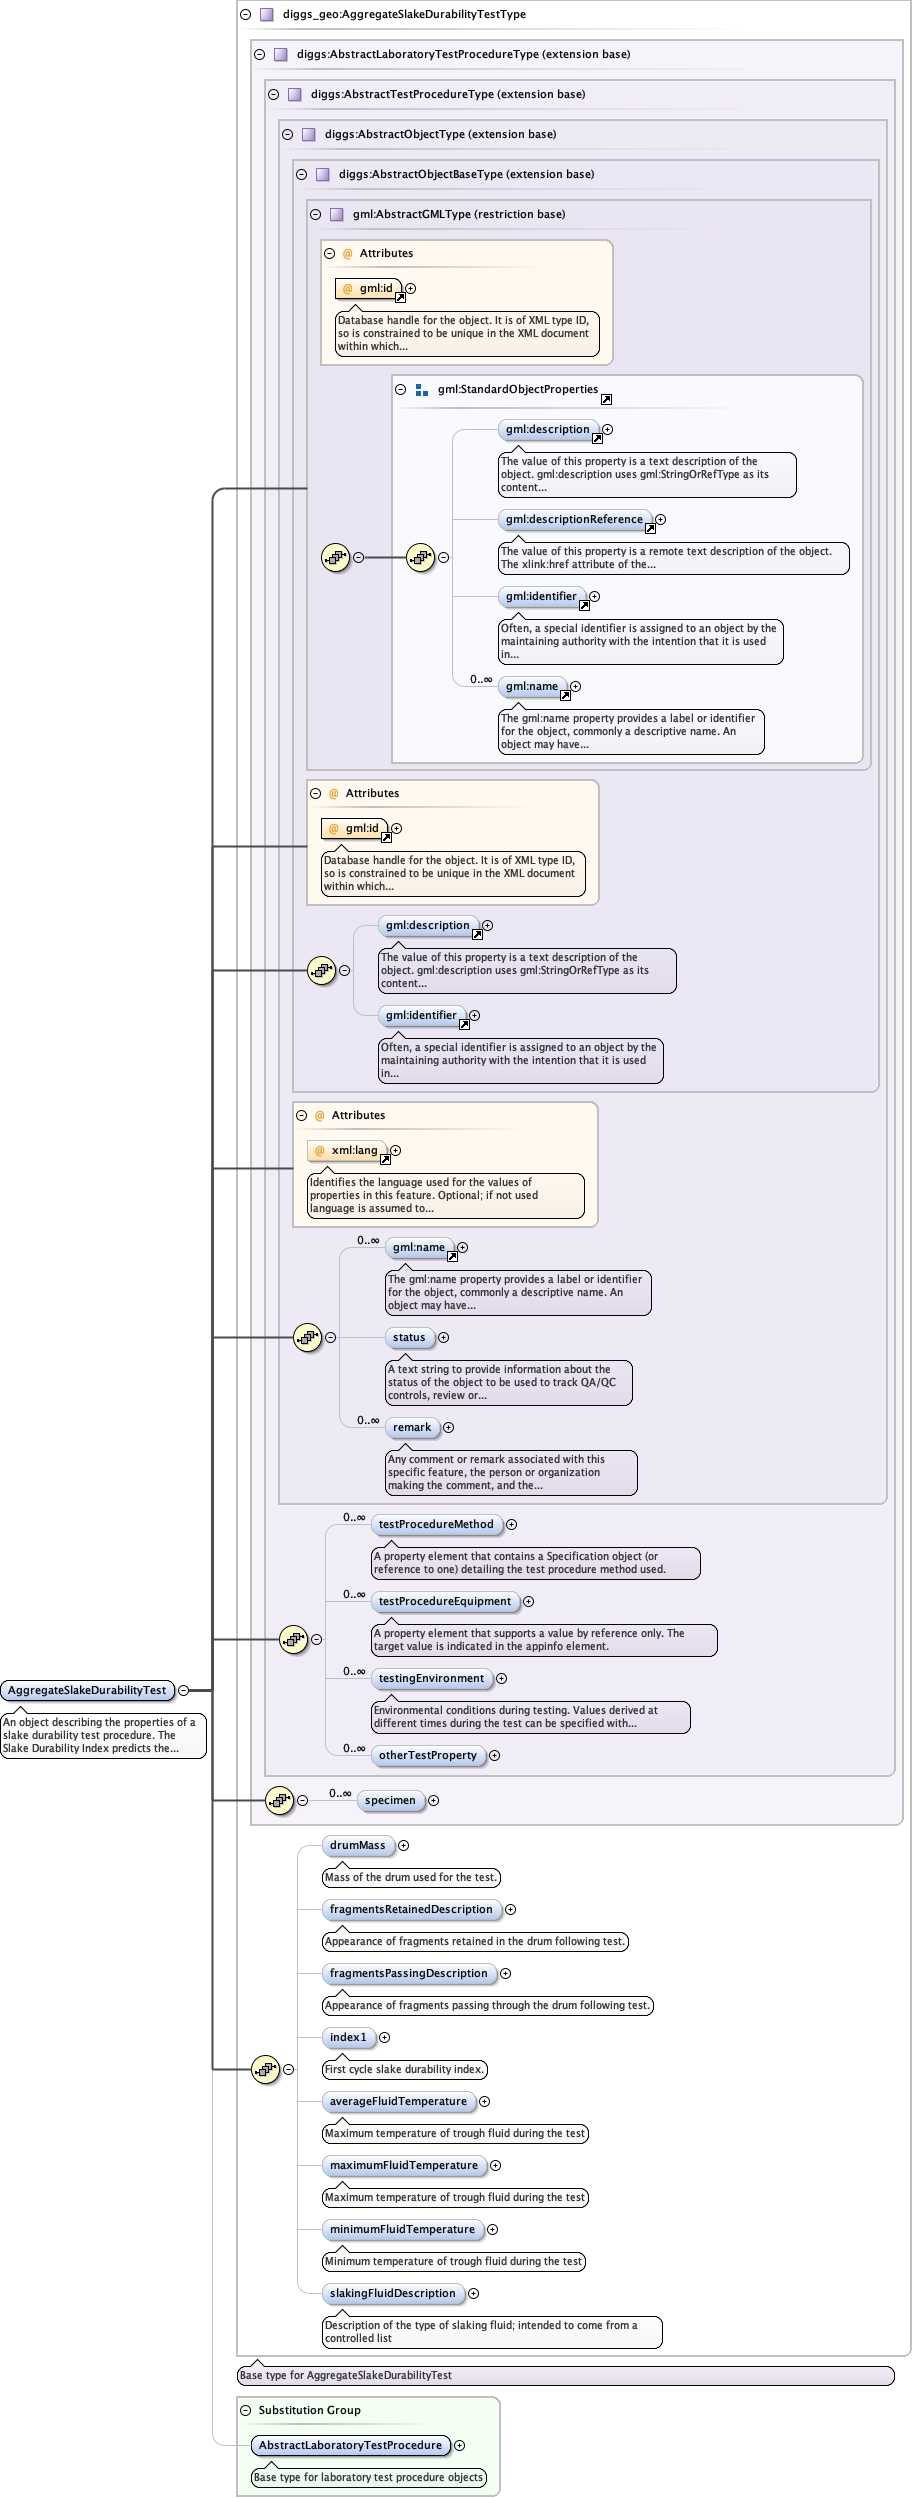 diggs_geo:AggregateSlakeDurabilityTestType
diggs:AbstractLaboratoryTestProcedureType (extension base)
diggs:AbstractTestProcedureType (extension base)
diggs:AbstractObjectType (extension base)
diggs:AbstractObjectBaseType (extension base)
gml:AbstractGMLType (restriction base)
@ Attributes
@ gml:id
Database handle for the object. It is of XML type ID,
so is constrained to be unique in the XML document
within which...
gml:StandardObjectProperties
gml:description
The value of this property is a text description of the
object. gml:description uses gml:StringOrRefType as its
content...
gml:descriptionReference
The value of this property is a remote text description of the object.
The xlink:href attribute of the...
gml:identifier
Often, a special identifier is assigned to an object by the
maintaining authority with the intention that it is used
in...
0..∞ gml:name
The gml:name property provides a label or identifier
for the object, commonly a descriptive name. An
object may have...
@ Attributes
@ gml:id
Database handle for the object. It is of XML type ID,
so is constrained to be unique in the XML document
within which...
gml:description
The value of this property is a text description of the
object. gml:description uses gml:StringOrRefType as its
content...
gml:identifier
Often, a special identifier is assigned to an object by the
maintaining authority with the intention that it is used
in...
@ Attributes
@ xml:lang
Identifies the language used for the values of
properties in this feature. Optional; if not used
language is assumed to...
0..∞ gml:name
The gml:name property provides a label or identifier
for the object, commonly a descriptive name. An
object may have...
status
A text string to provide information about the
status of the object to be used to track QA/QC
controls, review or...
0..∞ remark
Any comment or remark associated with this
specific feature, the person or organization
making the comment, and the...
0..∞ testProcedureMethod
A property element that contains a Specification object (or
reference to one) detailing the test procedure method used.
0..∞ testProcedureEquipment
A property element that supports a value by reference only. The
target value is indicated in the appinfo element.
0..∞ testingEnvironment
Environmental conditions during testing. Values derived at
different times during the test can be specified with...
0..∞ otherTestProperty
AggregateSlakeDurabilityTest
An object describing the properties of a
slake durability test procedure. The
Slake Durability Index predicts the...
0..∞ specimen
drumMass
Mass of the drum used for the test.
fragmentsRetainedDescription
Appearance of fragments retained in the drum following test.
fragmentsPassingDescription
Appearance of fragments passing through the drum following test.
index1
First cycle slake durability index.
averageFluidTemperature
Maximum temperature of trough fluid during the test
maximumFluidTemperature
Maximum temperature of trough fluid during the test
minimumFluidTemperature
Minimum temperature of trough fluid during the test
slakingFluidDescription
Description of the type of slaking fluid; intended to come from a
controlled list
Base type for AggregateSlakeDurabilityTest
Substitution Group
AbstractLaboratoryTestProcedure
Base type for laboratory test procedure objects